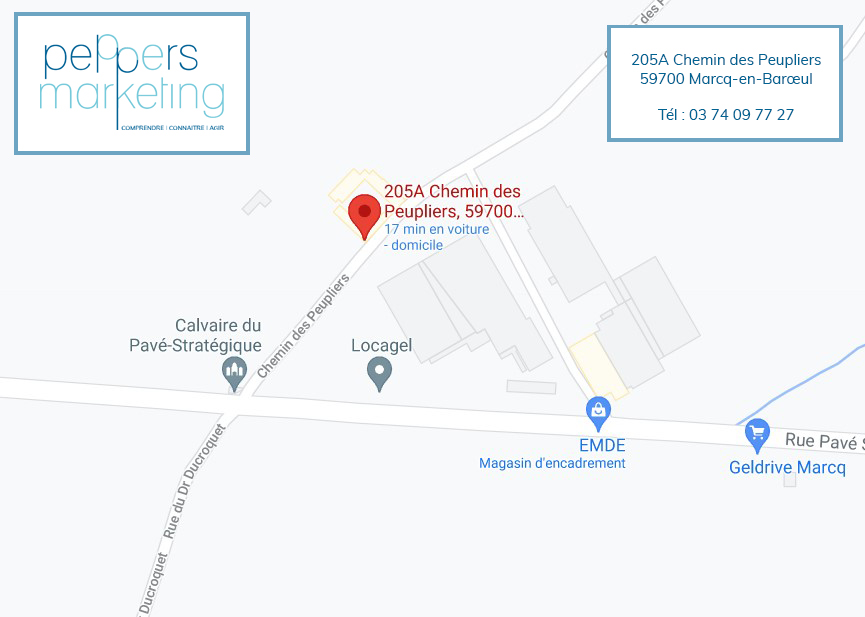 peppers
marketing
COMPRENDRE | CONNAÎTRE | AGIR
205A Chemin des Peupliers
59700 Marcq-en-Barœul
Tél : 03 74 09 77 27
des P
205A Chemin des
Peupliers, 59700...
17 min en voiture
- domicile
Chemin des Peupliers
Calvaire du
Pavé-Stratégique
Locagel
EMDE
Magasin d'encadrement
Rue Pavé S
Geldrive Marcq
Rue du Dr Ducroquet
Ducroquet